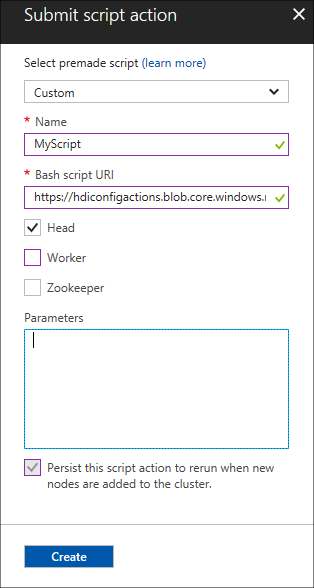 Submit script action
Select premade script (learn more)
Custom
* Name
MyScript
* Bash script URI
https://hdiconfigactions.blob.core.windows.
Head
Worker
Zookeeper
Parameters
Persist this script action to rerun when new
nodes are added to the cluster.
Create